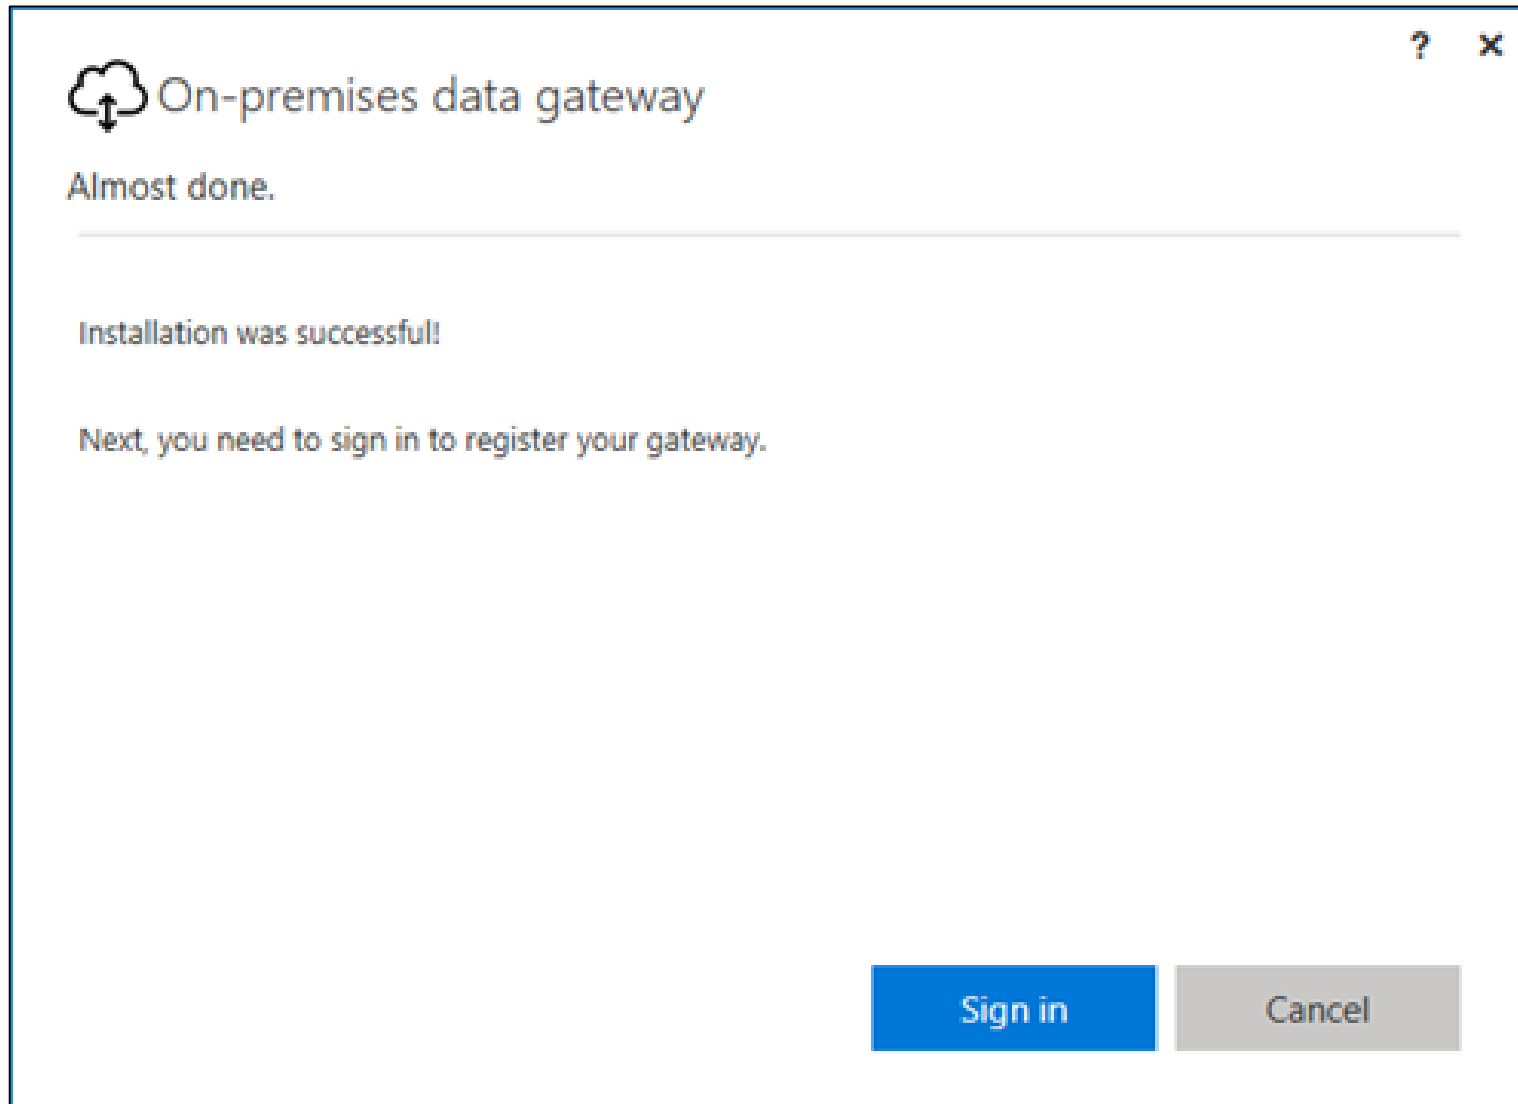 ? ×
On-premises data gateway
Almost done.
Installation was successful!
Next, you need to sign in to register your gateway.
Sign in
Cancel